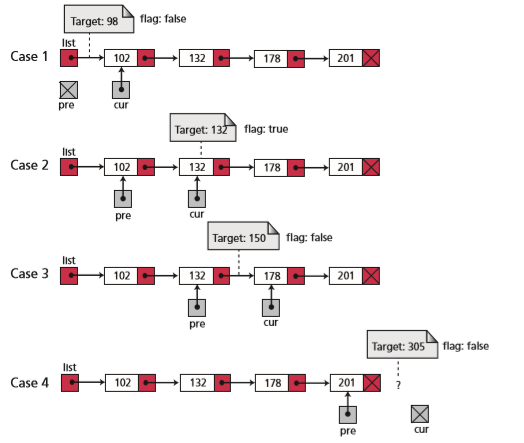 Target: 98 flag: false
list
Case 1 102 132 178 201
pre cur
Target: 132 flag: true
list
Case 2 102 132 178 201
pre cur
Target: 150 flag: false
list
Case 3 102 132 178 201
pre cur
Target: 305 flag: false
list
Case 4 102 132 178 201 ?
pre cur